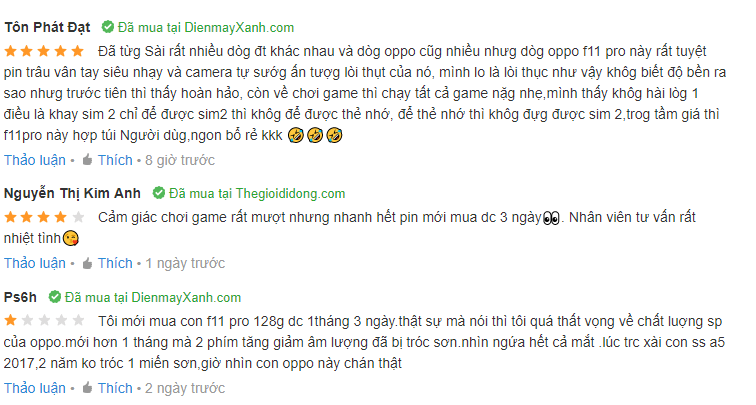 Tôn Phát Đạt Đã mua tại DienmayXanh.com
Đã từg Sài rất nhiều dòg đt khác nhau và dòg oppo cũg nhiều nhưg dòg oppo f11 pro này rất tuyệt
pin trâu vân tay siêu nhạy và camera tự sướg ấn tượg lòi thụt của nó, mình lo là lòi thục như vậy khôg biết độ bền ra
sao nhưg trước tiên thì thấy hoàn hảo, còn về chơi game thì chạy tất cả game nặg nhẹ,mình thấy khôg hài lòg 1
điều là khay sim 2 chỉ để được sim2 thì khôg để được thẻ nhớ, để thẻ nhớ thì khôg đựg được sim 2,trog tầm giá thì
f11pro này hợp túi Người dùg,ngon bổ rẻ kkk 🤣🤣🤣
Thảo luận • Thích • 8 giờ trước
Nguyễn Thị Kim Anh Đã mua tại Thegioididong.com
Cảm giác chơi game rất mượt nhưng nhanh hết pin mới mua dc 3 ngày👀. Nhân viên tư vấn rất
nhiệt tình😘
Thảo luận • Thích • 1 ngày trước
Ps6h Đã mua tại DienmayXanh.com
Tôi mới mua con f11 pro 128g dc 1tháng 3 ngày.thật sự mà nói thì tôi quá thất vọng về chất lượng sp
của oppo.mới hơn 1 tháng mà 2 phím tăng giảm âm lượng đã bị tróc sơn.nhìn ngứa hết cả mắt .lúc trc xài con ss a5
2017,2 năm ko tróc 1 miến sơn,giờ nhìn con oppo này chán thật
Thảo luận • Thích • 2 ngày trước